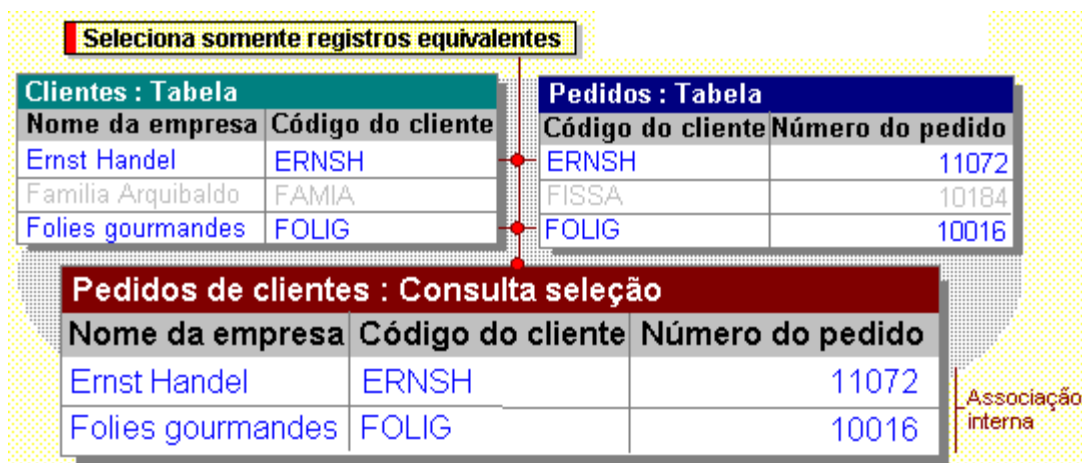 Seleciona somente registros equivalentes
Clientes : Tabela
Nome da empresa Código do cliente
Ernst Handel ERNSH
Familia Arquibaldo FAMIA
Folies gourmandes FOLIG
Pedidos : Tabela
Código do cliente Número do pedido
ERNSH 11072
FISSA 10184
FOLIG 10016
Pedidos de clientes : Consulta seleção
Nome da empresa Código do cliente Número do pedido
Ernst Handel ERNSH 11072
Folies gourmandes FOLIG 10016
Associação
interna